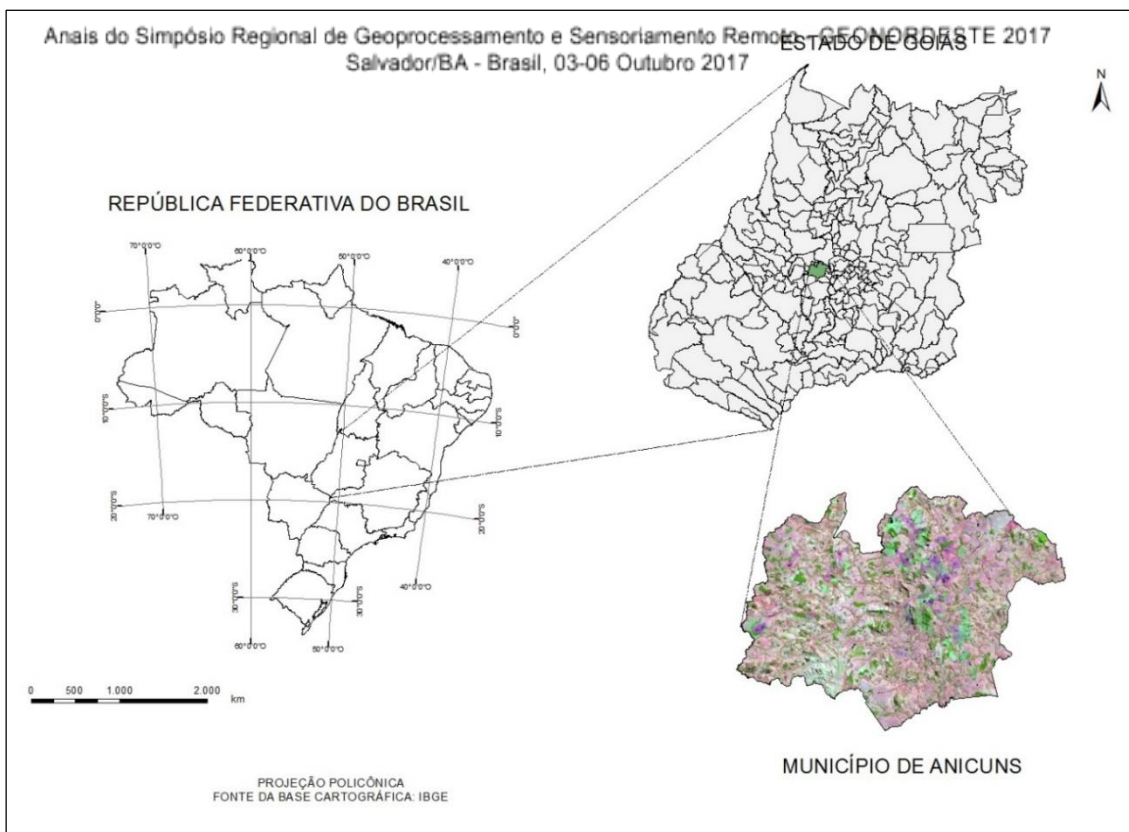 Anais do Simpósio Regional de Geoprocessamento e Sensoriamento Remoto - GEONORDESTE 2017
Salvador/BA - Brasil, 03-06 Outubro 2017
ESTADO DE GOIÁS
N
REPÚBLICA FEDERATIVA DO BRASIL
70°0'0"O
60°0'0"O
50°0'0"O
40°0'0"O
0°0'0"
0°0'0"
10°0'0"S
10°0'0"S
20°0'0"S
20°0'0"S
70°0'0"O
40°0'0"O
30°0'0"S
30°0'0"S
60°0'0"O
50°0'0"O
0 500 1.000 2.000
km
MUNICÍPIO DE ANICUNS
PROJEÇÃO POLICÔNICA
FONTE DA BASE CARTOGRÁFICA: IBGE